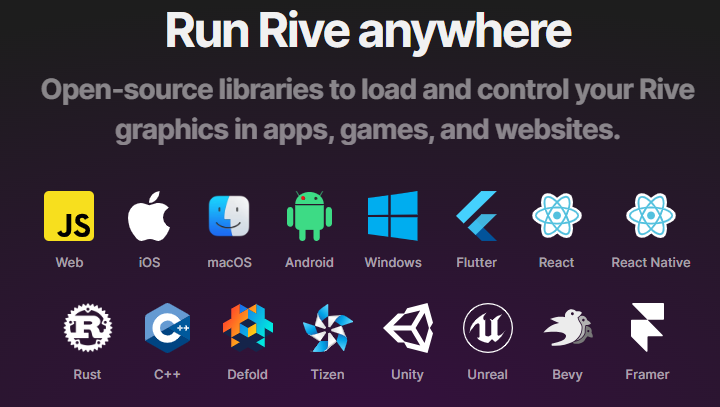 Run Rive anywhere
Open-source libraries to load and control your Rive
graphics in apps, games, and websites.
JS
Web iOS macOS Android Windows Flutter React React Native
R C++
Rust C++ Defold Tizen Unity Unreal Bevy Framer